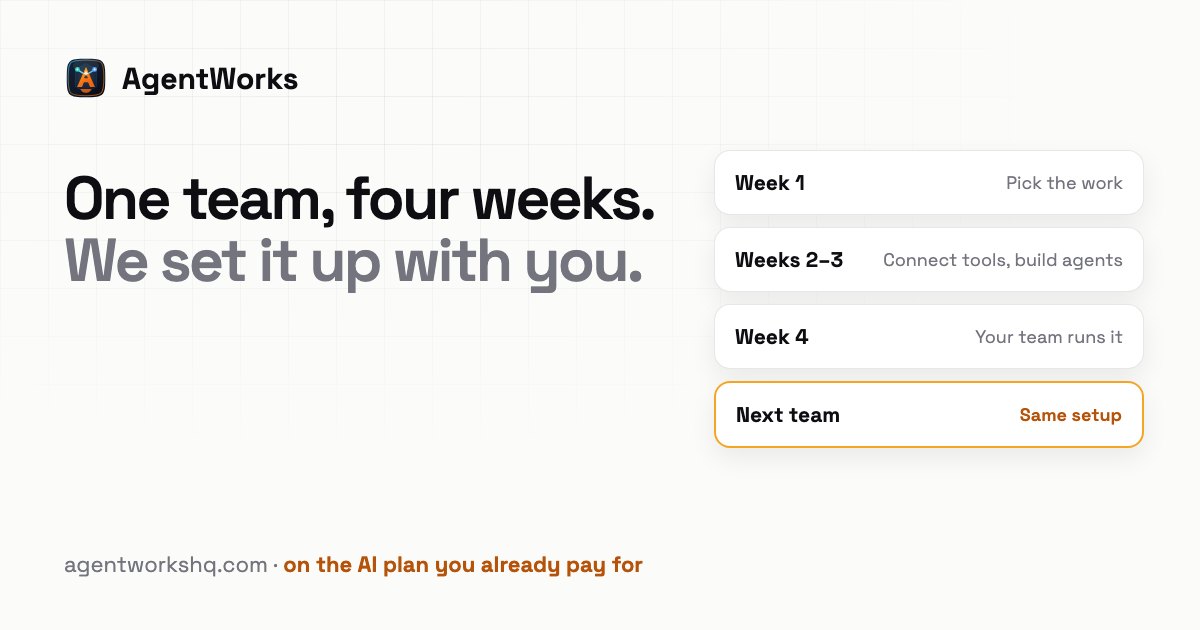 AgentWorks
One team, four weeks.
We set it up with you.
Week 1 Pick the work
Weeks 2–3 Connect tools, build agents
Week 4 Your team runs it
Next team Same setup
agentworkshq.com · on the AI plan you already pay for